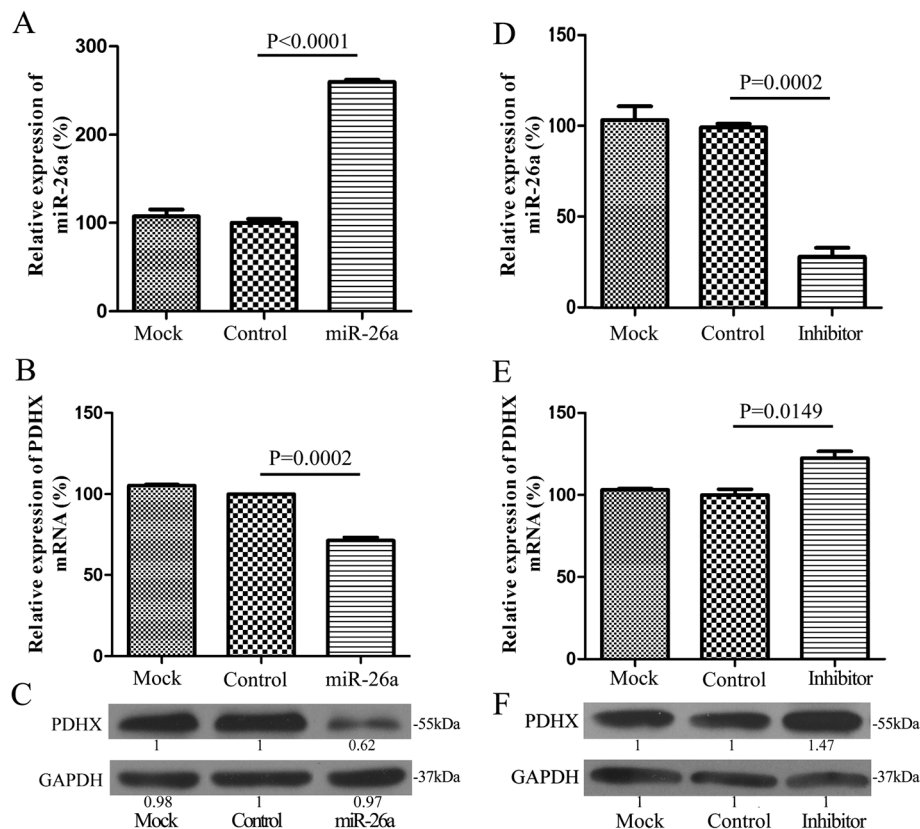 A
Relative expression of
miR-26a (%)
300
200
100
0
P<0.0001
Mock Control miR-26a
B
Relative expression of PDHX
mRNA (%)
150
100
50
0
P=0.0002
Mock Control miR-26a
C
PDHX
-55kDa
1 1 0.62
GAPDH
-37kDa
0.98 1 0.97
Mock Control miR-26a
D
Relative expression of
miR-26a (%)
150
100
50
0
P=0.0002
Mock Control Inhibitor
E
Relative expression of PDHX
mRNA (%)
150
100
50
0
P=0.0149
Mock Control Inhibitor
F
PDHX
-55kDa
1 1 1.47
GAPDH
-37kDa
1 1 1
Mock Control Inhibitor